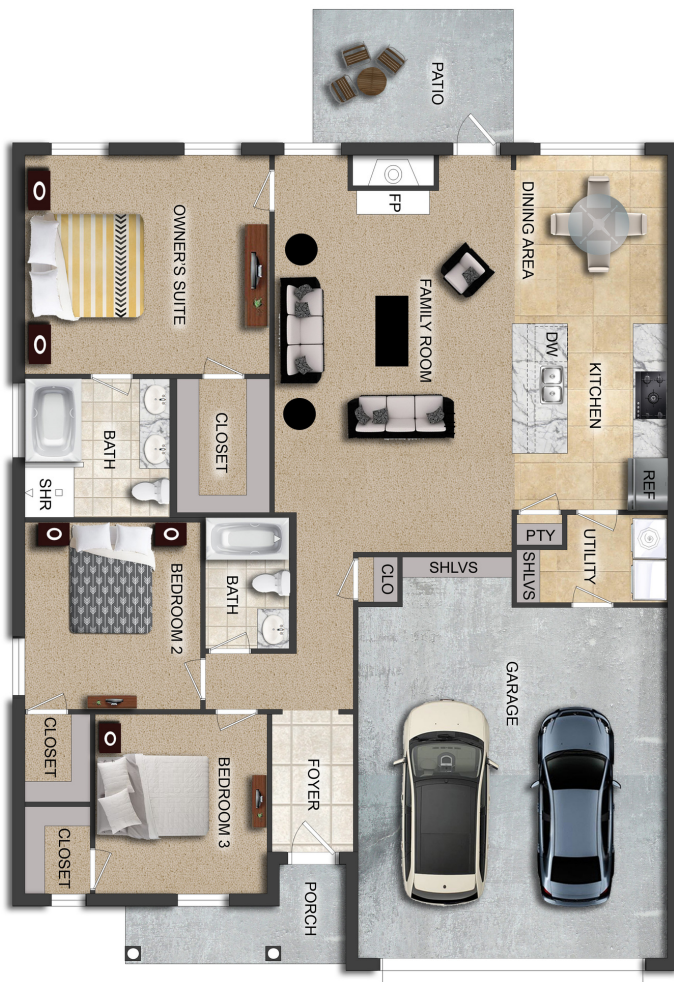 PATIO
OWNER'S SUITE
FP
DINING AREA
FAMILY ROOM
DW
KITCHEN
REF
BATH
CLOSET
SHR
PTY
UTILITY
SHLVS
SHLVS
CLO
BATH
BEDROOM 2
GARAGE
CLOSET
BEDROOM 3
FOYER
CLOSET
PORCH